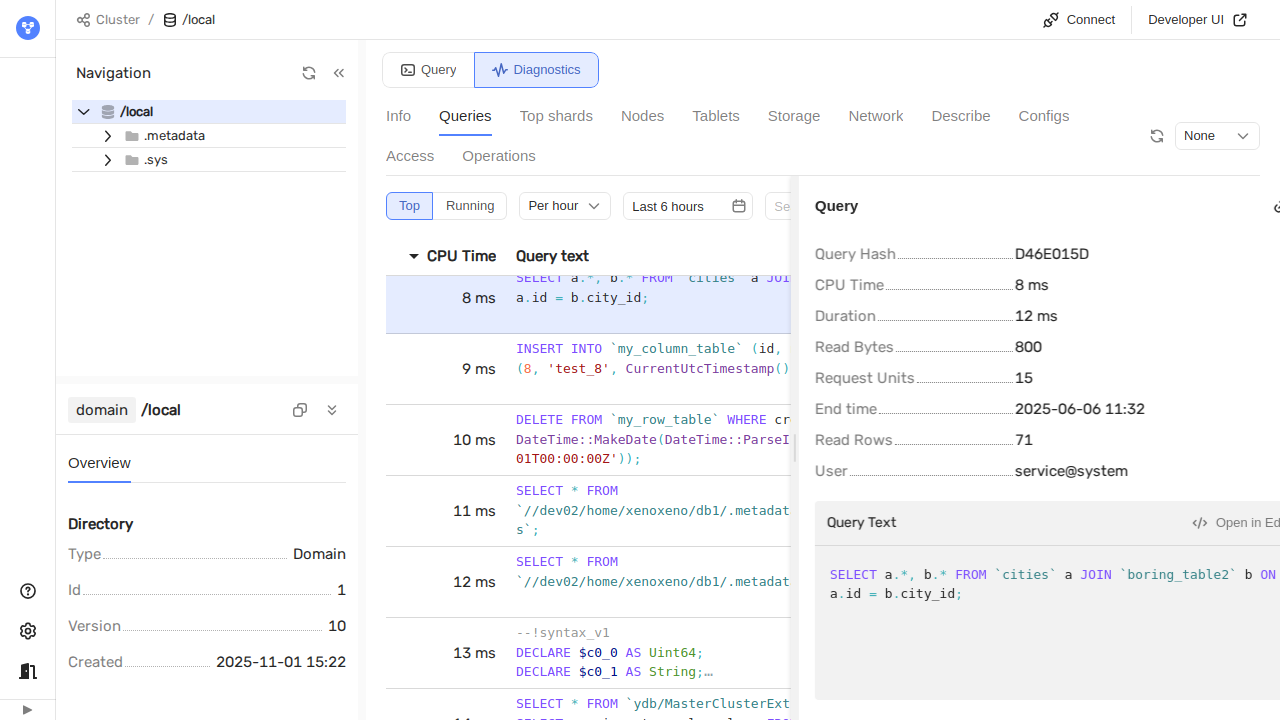 Cluster / /local
Connect
Developer UI
Navigation
/local
.metadata
.sys
domain /local
Overview
Directory
Type Domain
Id 1
Version 10
Created 2025-11-01 15:22
Query Diagnostics
Info Queries Top shards Nodes Tablets Storage Network Describe Configs
Access Operations
None
Top Running Per hour Last 6 hours Se
CPU Time Query text
SELECT a.*, b.* FROM `cities` a JOI
8 ms a.id = b.city_id;
INSERT INTO `my_column_table` (id,
9 ms (8, 'test_8', CurrentUtcTimestamp()
DELETE FROM `my_row_table` WHERE cr
10 ms DateTime::MakeDate(DateTime::ParseI
01T00:00:00Z'));
SELECT * FROM
11 ms `//dev02/home/xenoxeno/db1/.metadat
s`;
SELECT * FROM
12 ms `//dev02/home/xenoxeno/db1/.metadat
--!syntax_v1
13 ms DECLARE $c0_0 AS Uint64;
DECLARE $c0_1 AS String;…
SELECT * FROM `ydb/MasterClusterExt
Query
Query Hash D46E015D
CPU Time 8 ms
Duration 12 ms
Read Bytes 800
Request Units 15
End time 2025-06-06 11:32
Read Rows 71
User service@system
Query Text
Open in Ed
SELECT a.*, b.* FROM `cities` a JOIN `boring_table2` b ON
a.id = b.city_id;